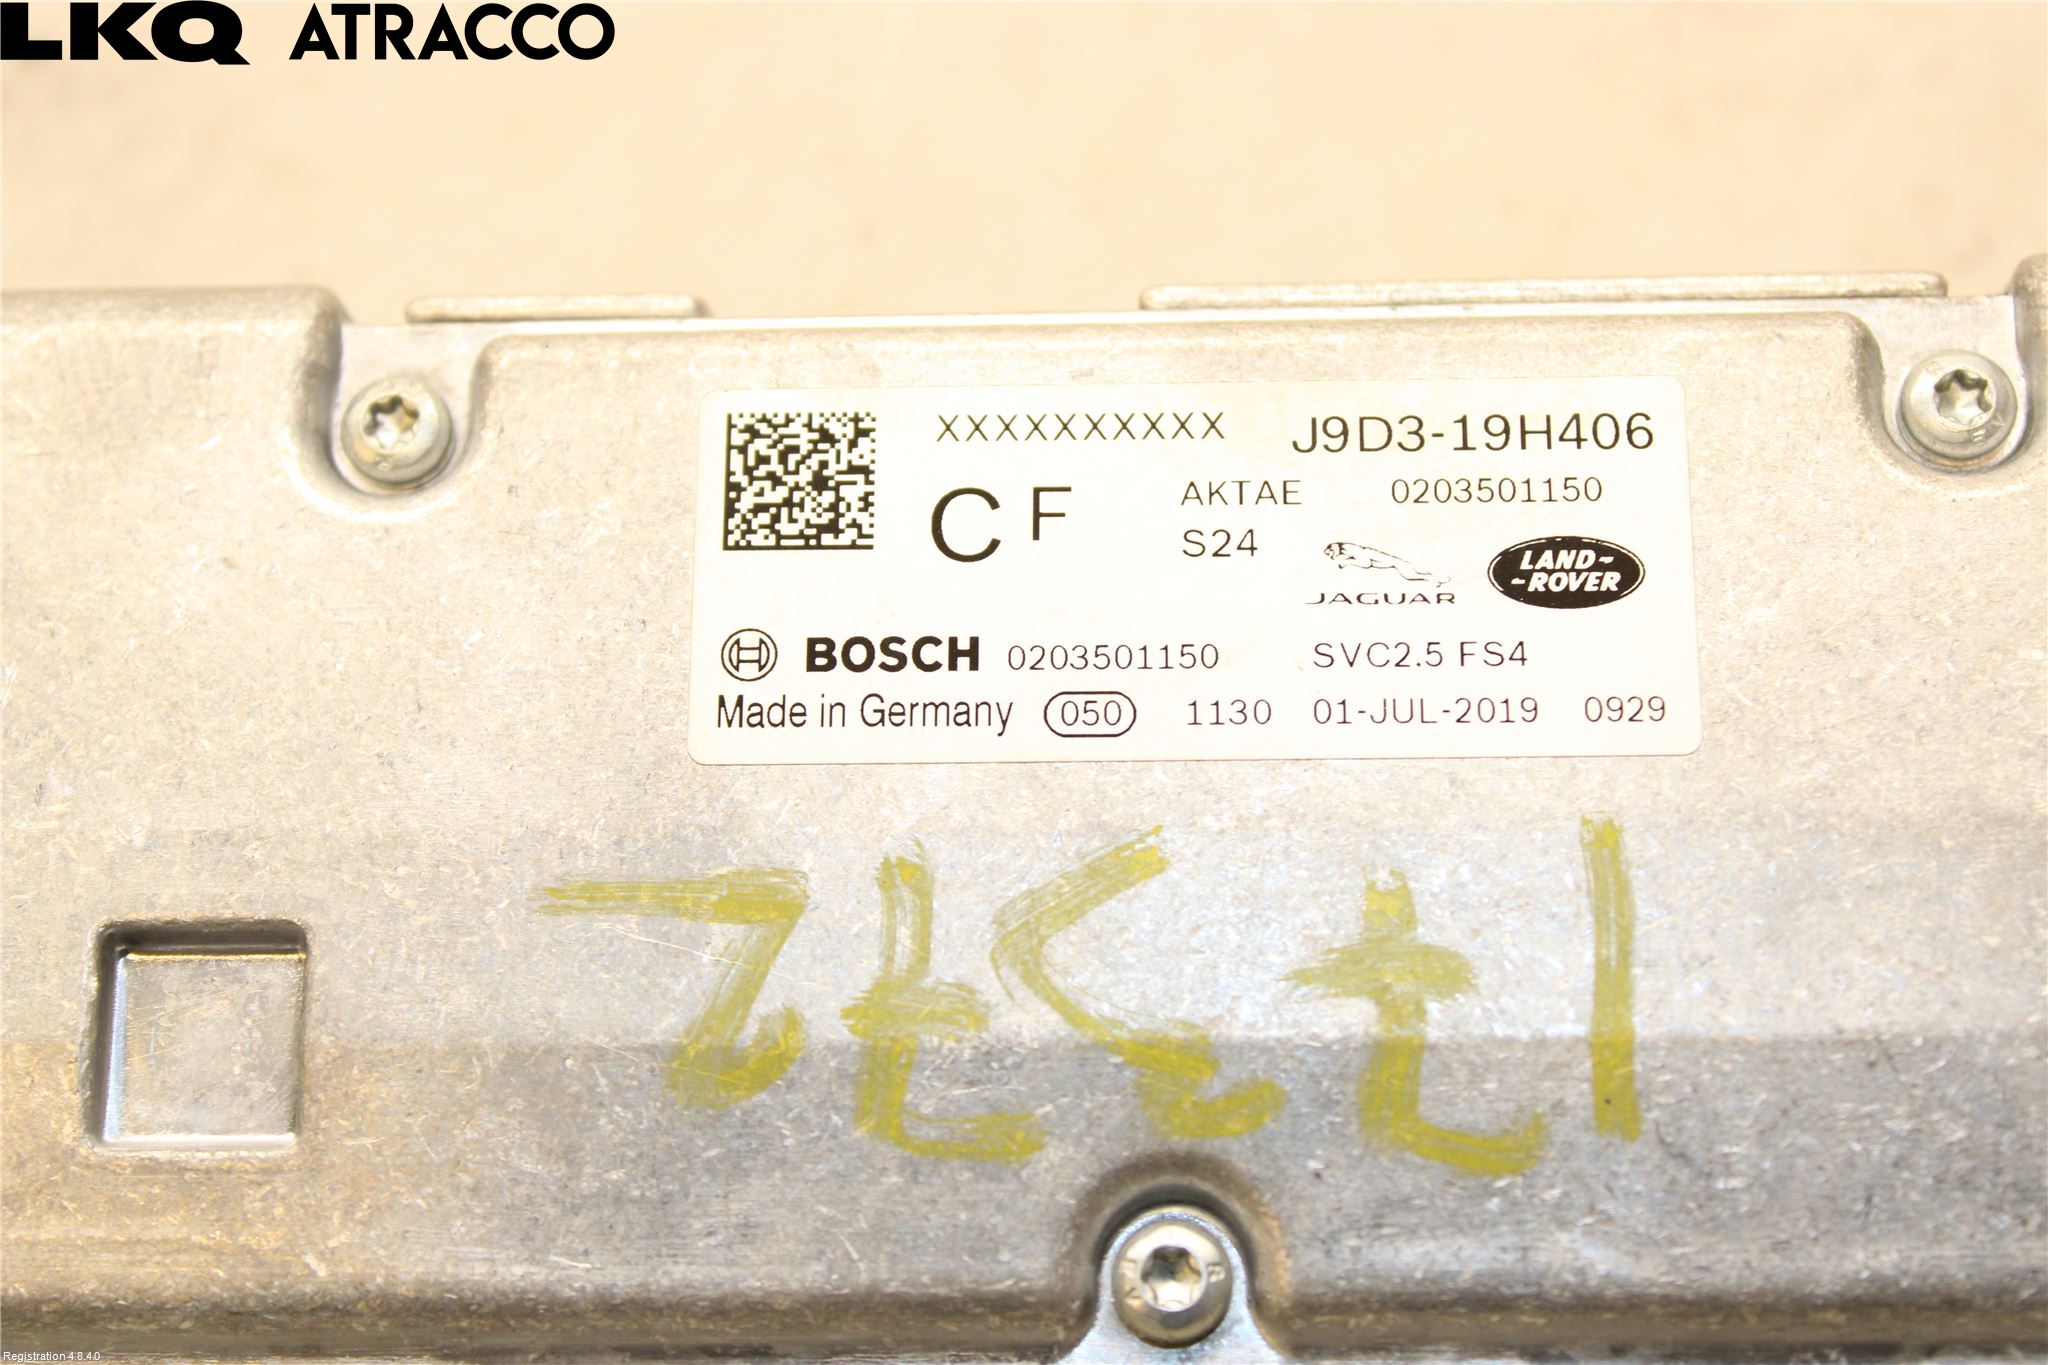 LKQ ATRACCO
XXXXXXXXXX J9D3-19H406
C F AKTAE 0203501150
S24
JAGUAR LAND-
-ROVER
BOSCH 0203501150 SVC2.5 FS4
Made in Germany 050 1130 01-JUL-2019 0929
17372
Registration 4.8.4.0